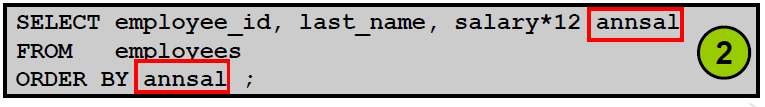 SELECT employee_id, last_name, salary*12 annsal
FROM employees
ORDER BY annsal ;
2